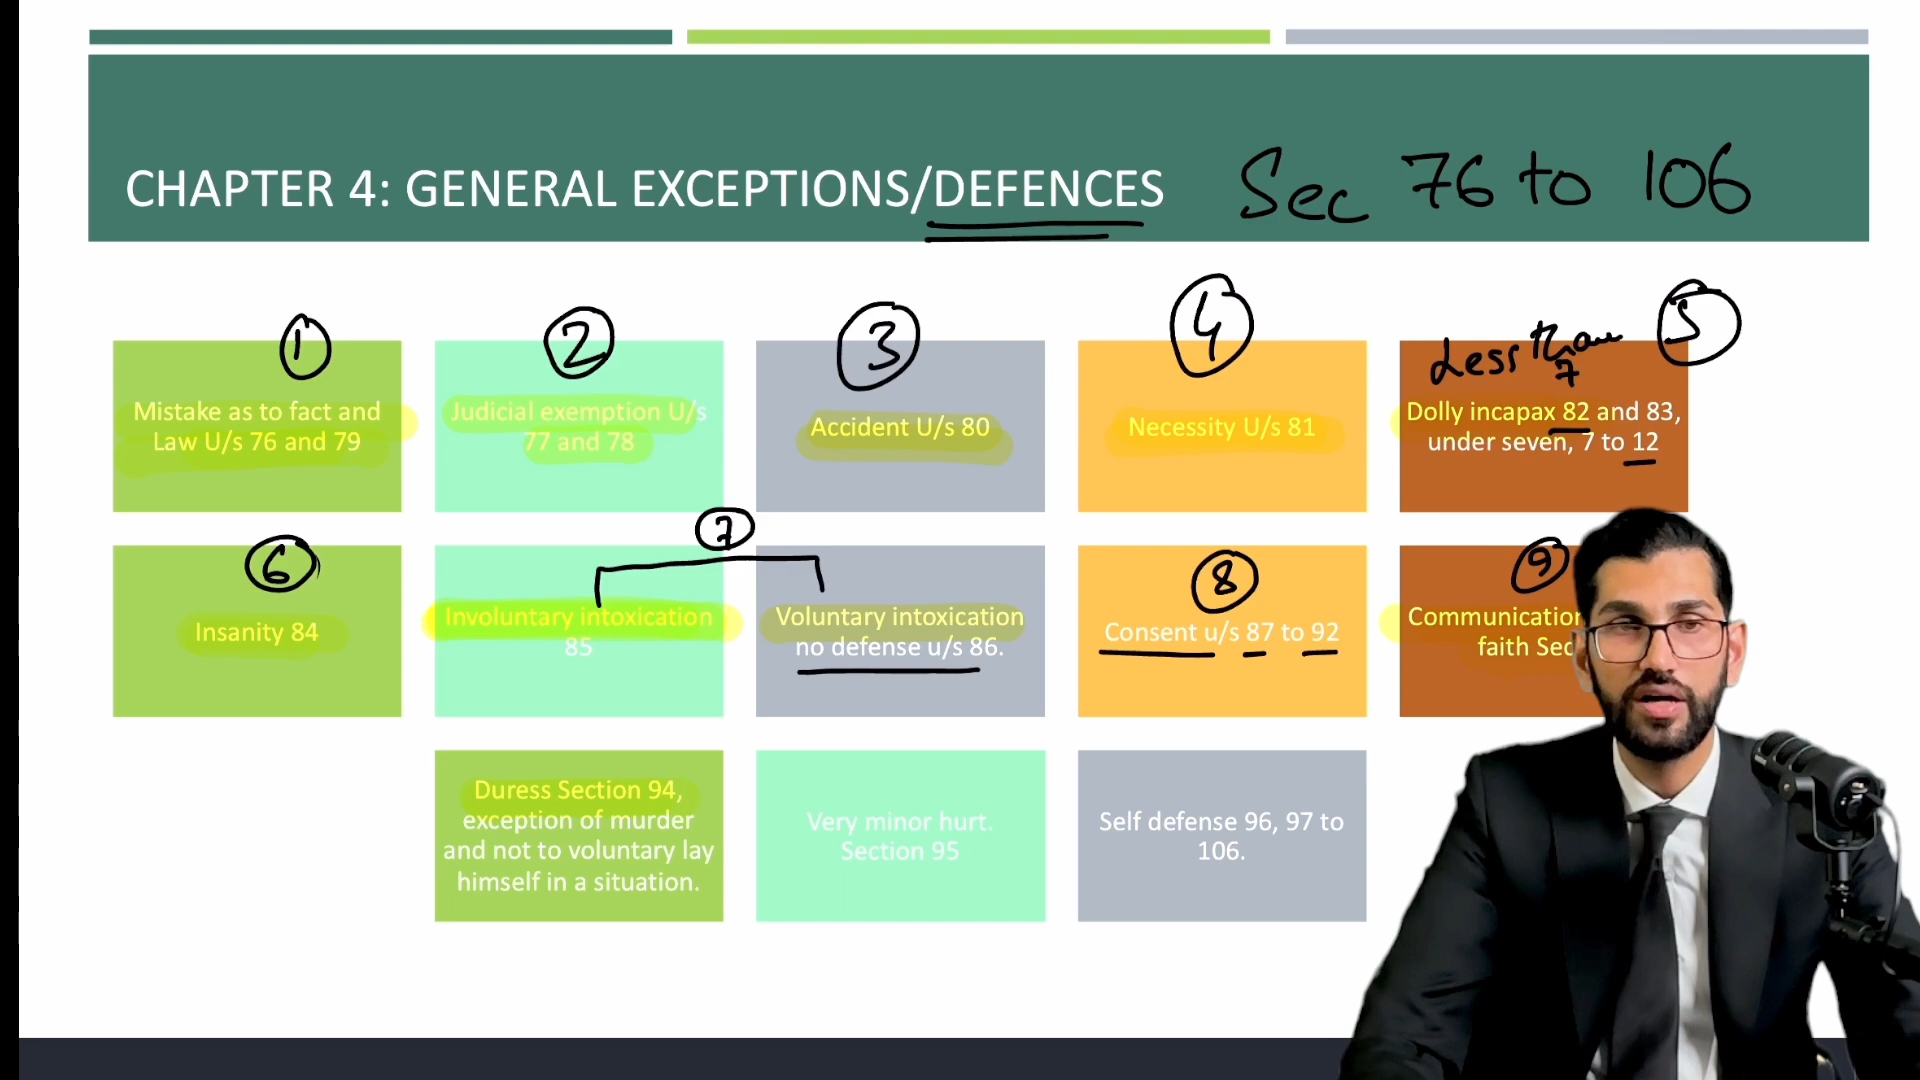 CHAPTER 4: GENERAL EXCEPTIONS/DEFENCES Sec 76 to 106
1
Mistake as to fact and
Law U/s 76 and 79
2
Judicial exemption U/s
77 and 78
3
Accident U/s 80
4
Necessity U/s 81
5
Less than
7
Dolly incapax 82 and 83,
under seven, 7 to 12
6
Insanity 84
7
Involuntary intoxication
85
Voluntary intoxication
no defense u/s 86.
8
Consent u/s 87 to 92
9
Communication
faith Sec
Duress Section 94,
exception of murder
and not to voluntary lay
himself in a situation.
Very minor hurt.
Section 95
Self defense 96, 97 to
106.